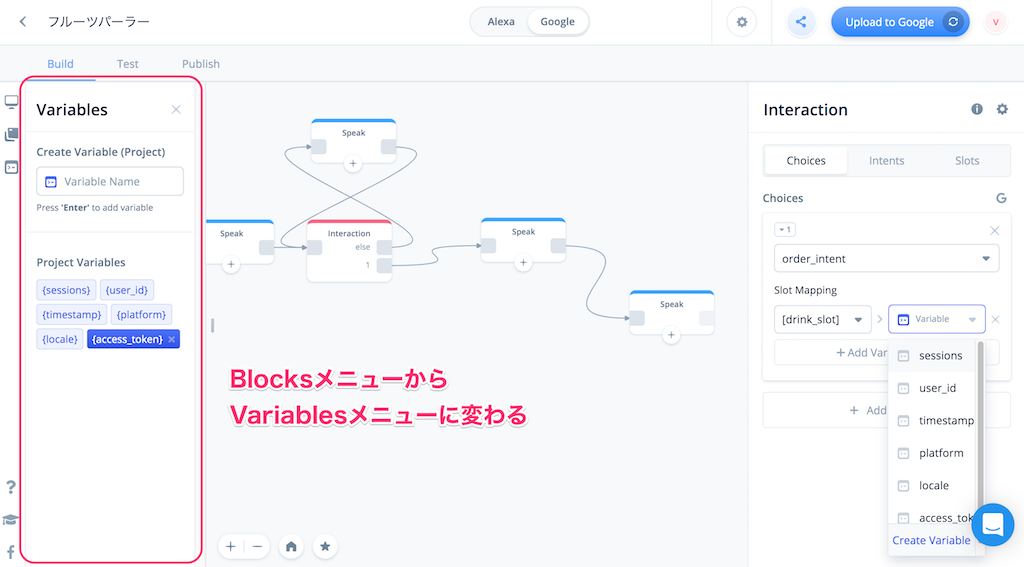 フルーツパーラー
Alexa
Google
Upload to Google
V
Build
Test
Publish
Variables
Create Variable (Project)
Variable Name
Press 'Enter' to add variable
Project Variables
{sessions}
{user_id}
{timestamp}
{platform}
{locale}
{access_token}
Speak
Speak
Interaction
else
1
Speak
Speak
Blocksメニューから
Variablesメニューに変わる
Interaction
Choices
Intents
Slots
Choices
1
order_intent
Slot Mapping
[drink_slot]
Variable
+ Add Var
+ Add
sessions
user_id
timestamp
platform
locale
access_tok
Create Variable